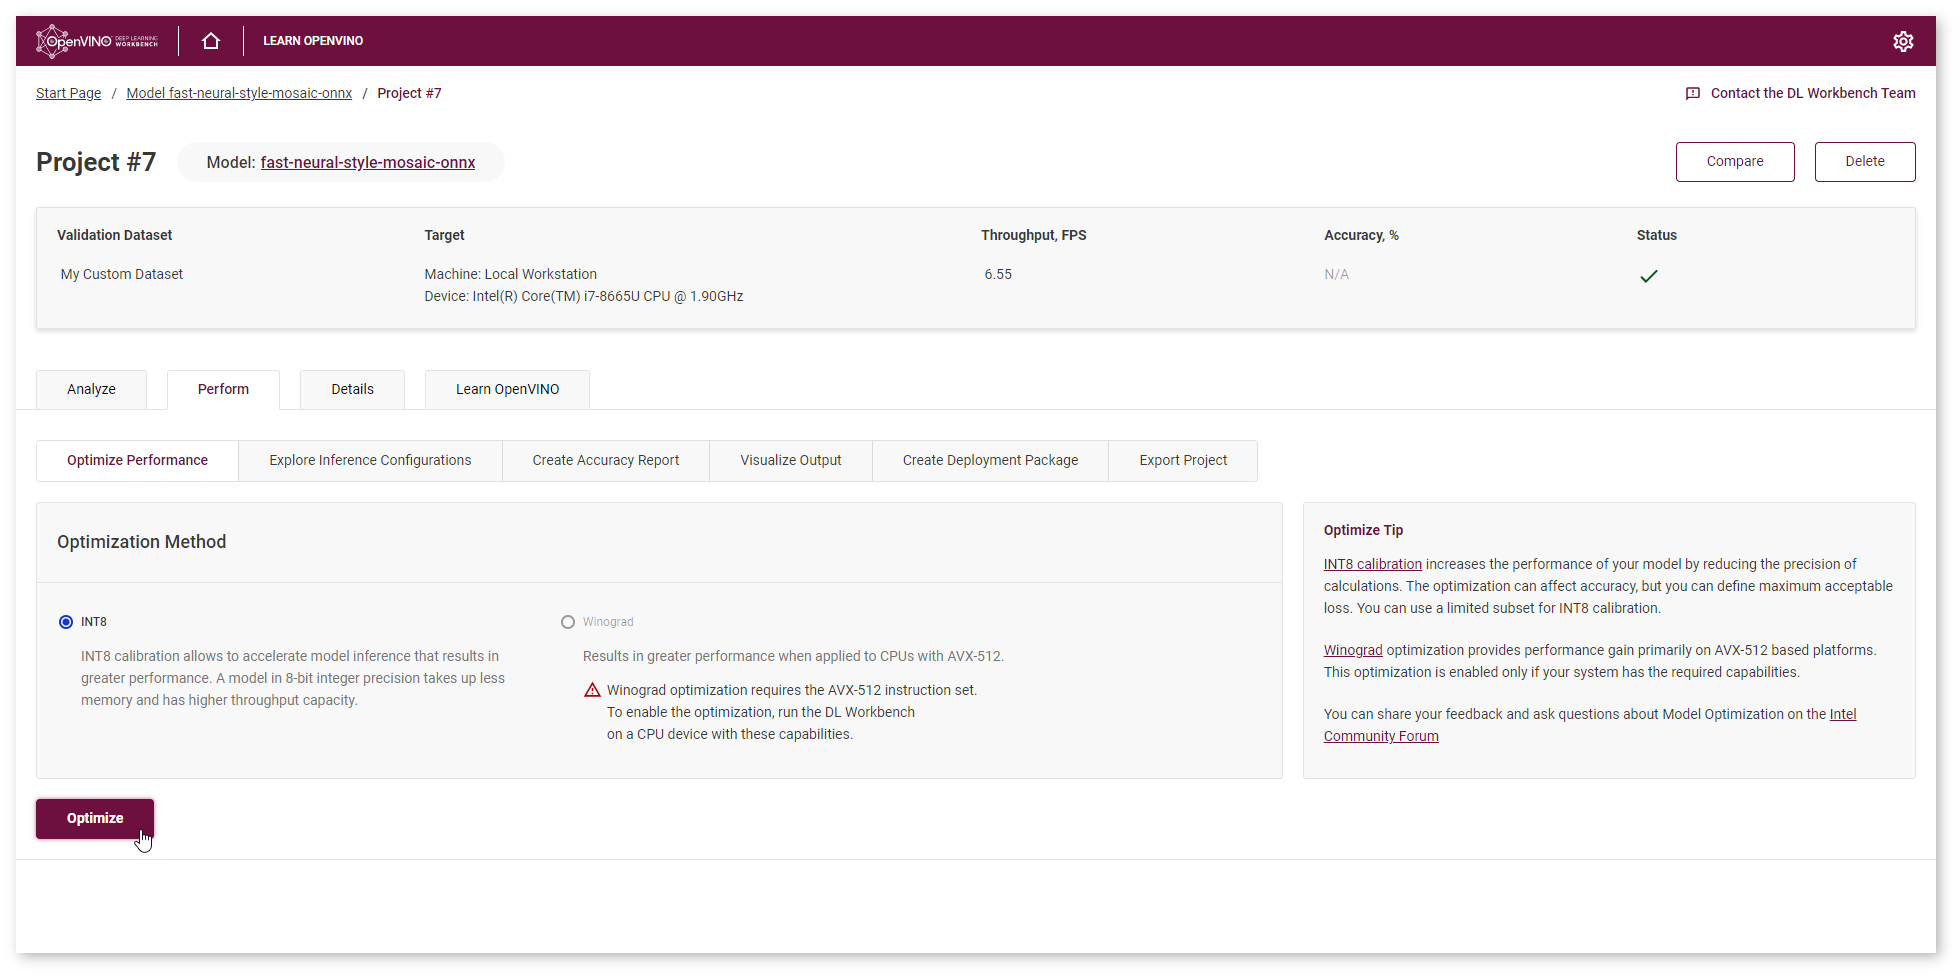 OpenVINO DEEP LEARNING WORKBENCH
LEARN OPENVINO
Start Page / Model fast-neural-style-mosaic-onnx / Project #7
Contact the DL Workbench Team
Project #7
Model: fast-neural-style-mosaic-onnx
Compare
Delete
Validation Dataset
Target
Throughput, FPS
Accuracy, %
Status
My Custom Dataset
Machine: Local Workstation
Device: Intel(R) Core(TM) i7-8665U CPU @ 1.90GHz
6.55
N/A
Analyze
Perform
Details
Learn OpenVINO
Optimize Performance
Explore Inference Configurations
Create Accuracy Report
Visualize Output
Create Deployment Package
Export Project
Optimization Method
INT8
INT8 calibration allows to accelerate model inference that results in
greater performance. A model in 8-bit integer precision takes up less
memory and has higher throughput capacity.
Winograd
Results in greater performance when applied to CPUs with AVX-512.
Winograd optimization requires the AVX-512 instruction set.
To enable the optimization, run the DL Workbench
on a CPU device with these capabilities.
Optimize Tip
INT8 calibration increases the performance of your model by reducing the precision of
calculations. The optimization can affect accuracy, but you can define maximum acceptable
loss. You can use a limited subset for INT8 calibration.
Winograd optimization provides performance gain primarily on AVX-512 based platforms.
This optimization is enabled only if your system has the required capabilities.
You can share your feedback and ask questions about Model Optimization on the Intel
Community Forum
Optimize